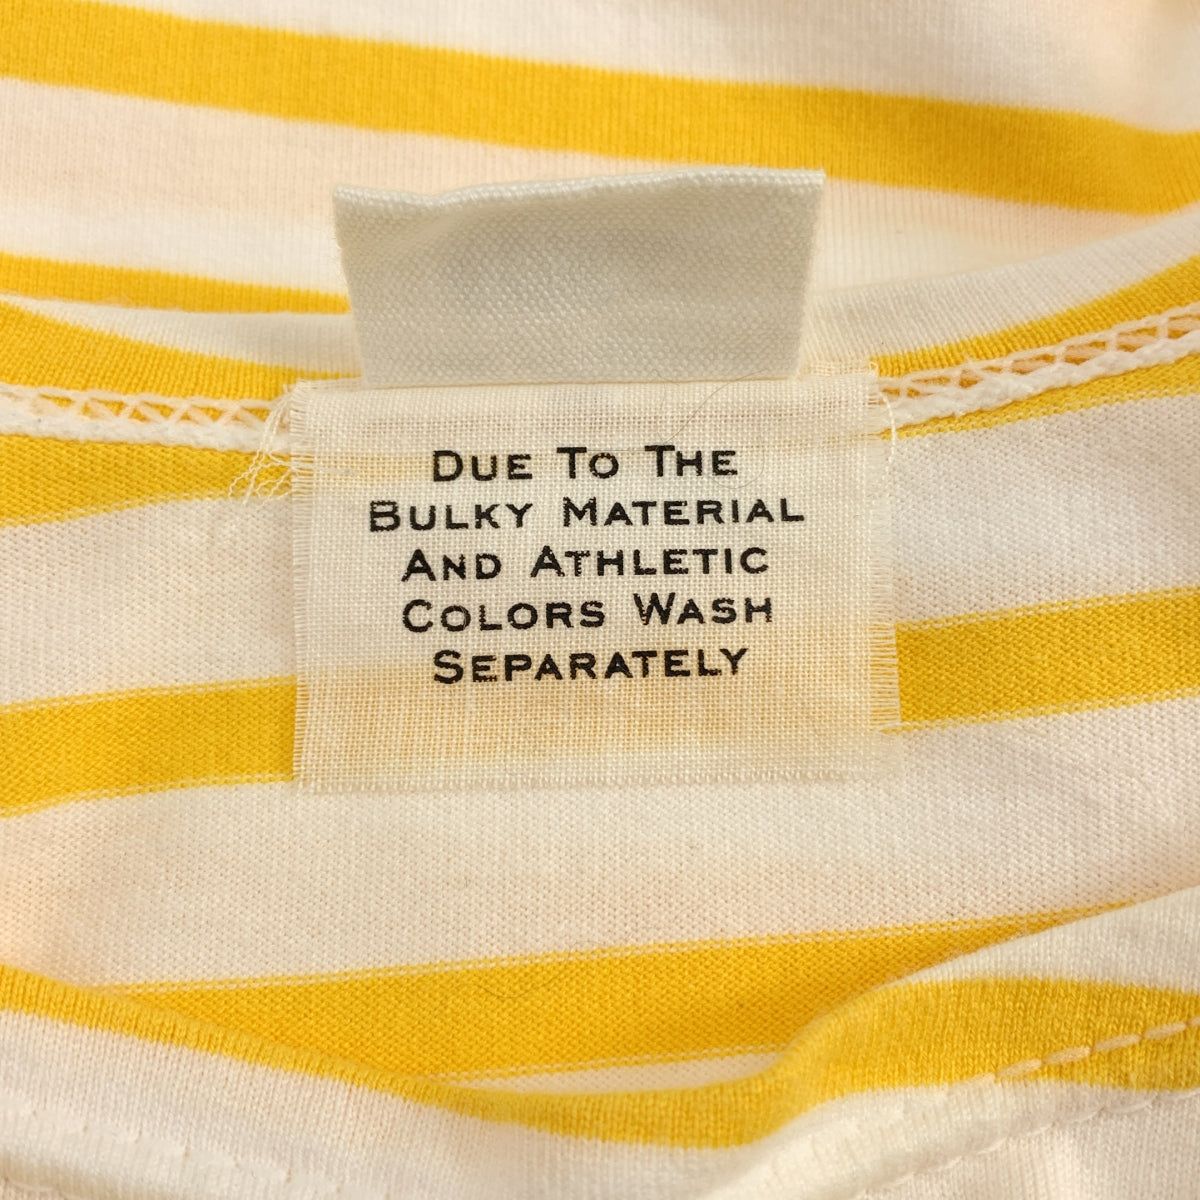 Due To The
Bulky Material
And Athletic
Colors Wash
Separately